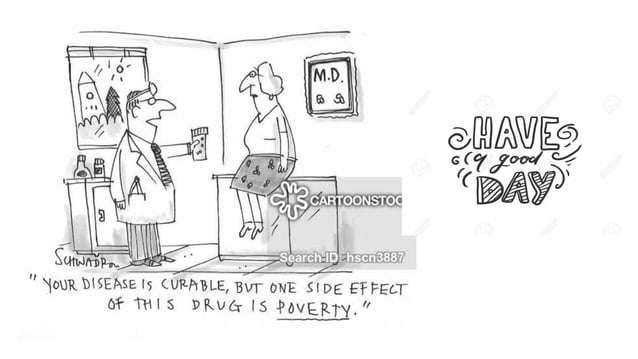 M.D.
CARTOONSTOC
Search ID: hscn3887
SCHWADRON
"YOUR DISEASE IS CURABLE, BUT ONE SIDE EFFECT
OF THIS DRUG IS POVERTY."
HAVE
a good
DAY